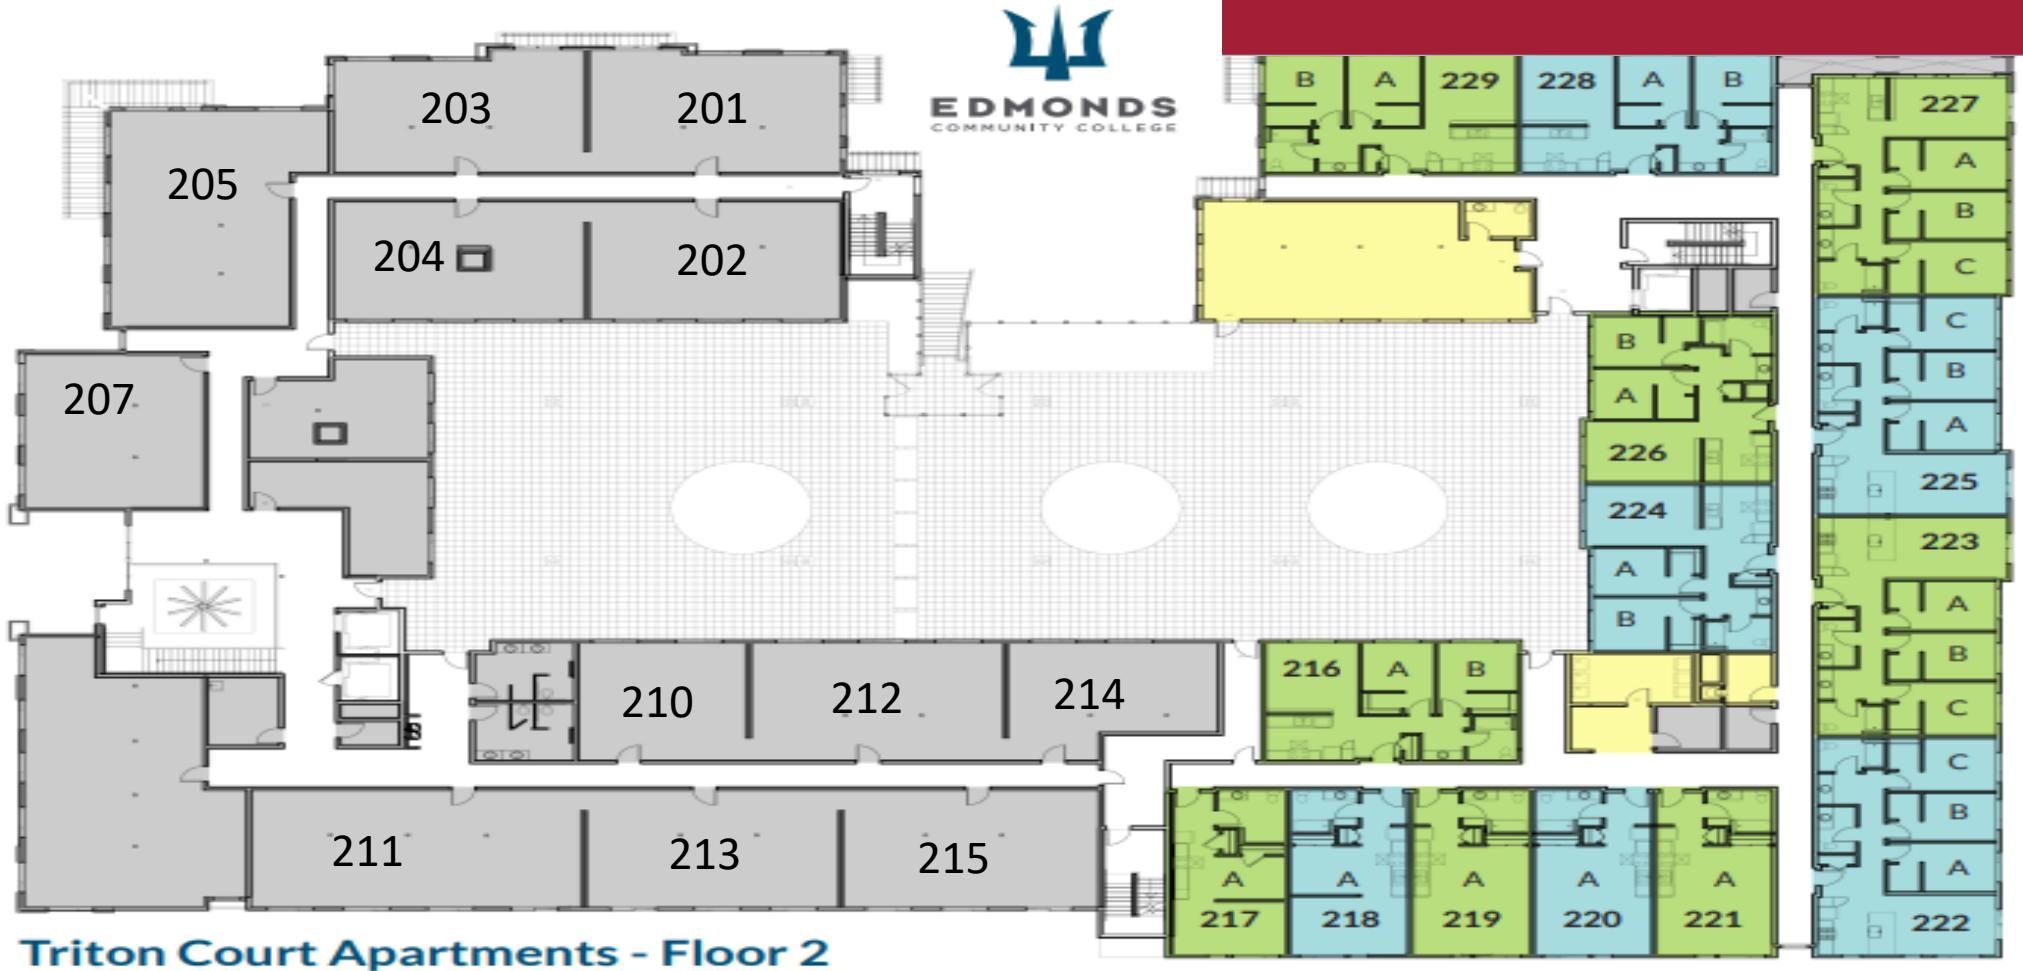 EDMONDS
COMMUNITY COLLEGE
203
201
205
204
202
207
210
212
214
211
213
215
B
A
229
228
A
B
227
A
B
C
C
B
A
225
B
A
226
224
A
B
223
A
B
C
216
A
B
C
B
A
222
A
217
A
218
A
219
A
220
A
221
Triton Court Apartments - Floor 2